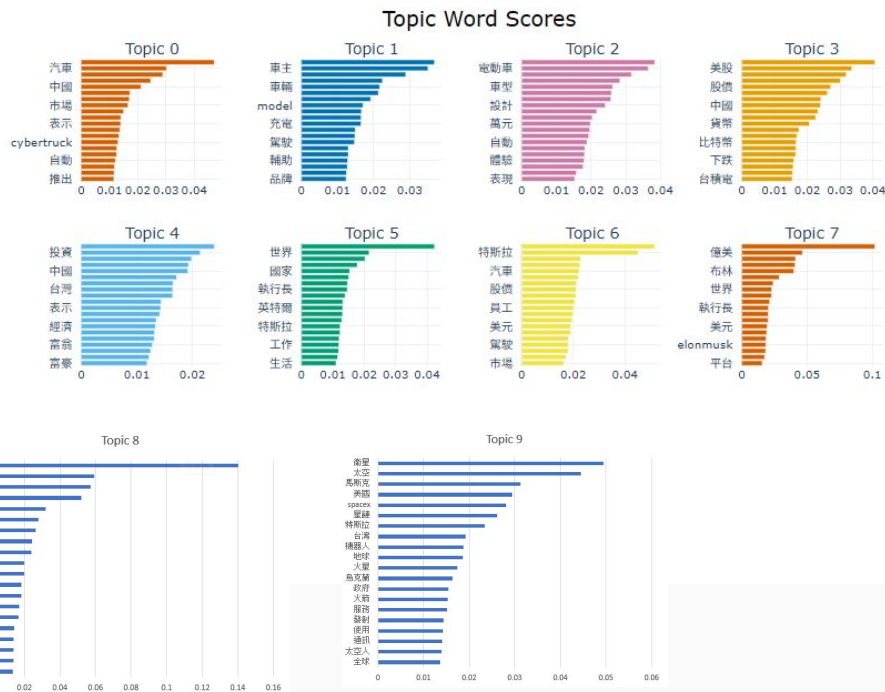 Topic Word Scores
Topic 0
汽車
中國
市場
表示
cybertruck
自動
推出
0 0.01 0.02 0.03 0.04
Topic 1
車主
車輛
model
充電
駕駛
輔助
品牌
0 0.01 0.02 0.03
Topic 2
電動車
車型
設計
萬元
自動
體驗
表現
0 0.01 0.02 0.03 0.04
Topic 3
美股
股價
中國
貨幣
比特幣
下跌
台積電
0 0.01 0.02 0.03 0.04
Topic 4
投資
中國
台灣
表示
經濟
富翁
富豪
0 0.01 0.02
Topic 5
世界
國家
執行長
英特爾
特斯拉
工作
生活
0 0.01 0.02 0.03 0.04
Topic 6
特斯拉
汽車
股價
員工
美元
駕駛
市場
0 0.02 0.04
Topic 7
億美
布林
世界
執行長
美元
elonmusk
平台
0 0.05 0.1
Topic 8
0.02 0.04 0.06 0.08 0.1 0.12 0.14 0.16
Topic 9
衛星
太空
馬斯克
美國
spacex
星鏈
特斯拉
台灣
機器人
地球
火星
烏克蘭
政府
火箭
服務
發射
使用
通訊
太空人
全球
0 0.01 0.02 0.03 0.04 0.05 0.06